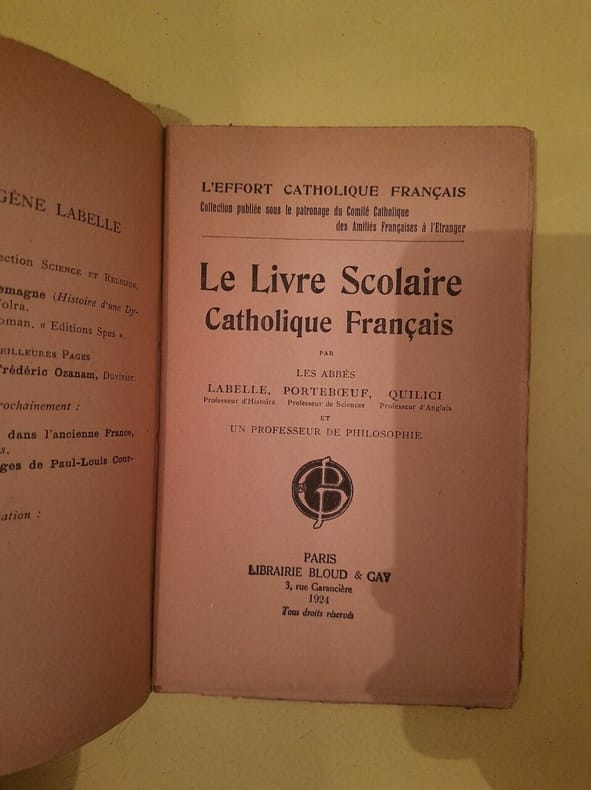 GÈNE LABELLE
ection SCIENCE ET RELIGION,
emagne (Histoire d'une Dy-
olra.
oman, « Editions Spes ».
EILLEURES PAGES
Frédéric Ozanam, Duvivier.
rochainement :
dans l'ancienne France,
s.
ges de Paul-Louis Cour-
ation :
L'EFFORT CATHOLIQUE FRANÇAIS
Collection publiée sous le patronage du Comité Catholique
des Amitiés Françaises à l'Etranger
Le Livre Scolaire
Catholique Français
PAR
LES ABBÉS
LABELLE, PORTEBŒUF, QUILICI
Professeur d'Histoire Professeur de Sciences Professeur d'Anglais
ET
UN PROFESSEUR DE PHILOSOPHIE
PARIS
LIBRAIRIE BLOUD & GAY
3, rue Garancière
1924
Tous droits réservés